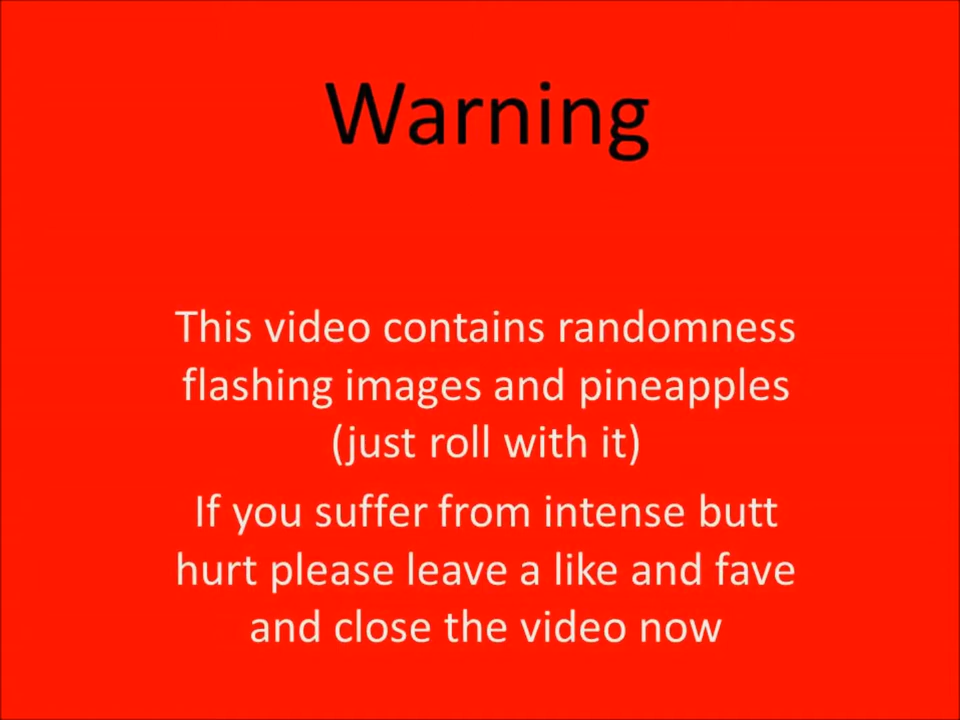 Warning
This video contains randomness
flashing images and pineapples
(just roll with it)
If you suffer from intense butt
hurt please leave a like and fave
and close the video now